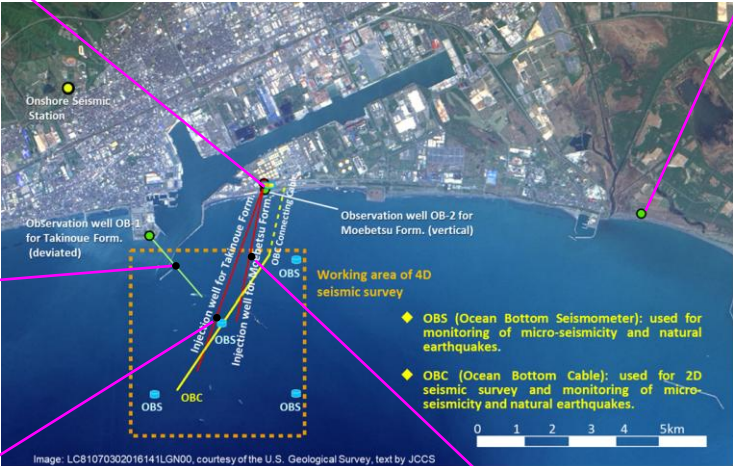 Onshore Seismic
Station
Observation well OB-1
for Takinoue Form.
(deviated)
Injection well for Takinoue Form.
Injection well for Moebetsu Form.
OBC Connecting Cable
Observation well OB-2 for
Moebetsu Form. (vertical)
OBS
Working area of 4D
seismic survey
OBS
OBC
OBS
OBS
◆ OBS (Ocean Bottom Seismometer): used for
monitoring of micro-seismicity and natural
earthquakes.
◆ OBC (Ocean Bottom Cable): used for 2D
seismic survey and monitoring of micro-
seismicity and natural earthquakes.
0 1 2 3 4 5km
Image: LC81070302016141LGN00, courtesy of the U.S. Geological Survey, text by JCCS